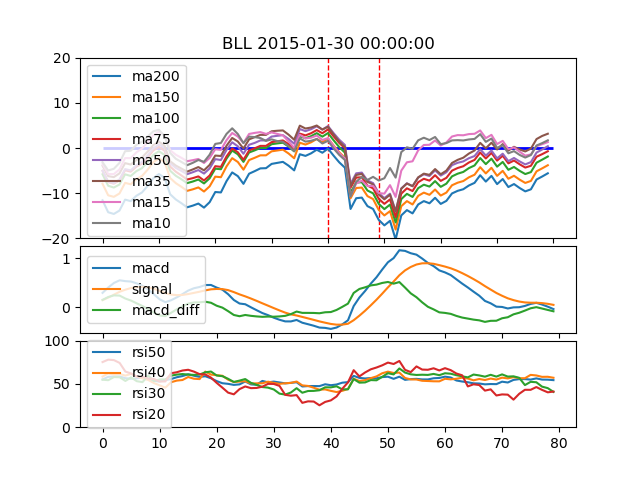 BLL 2015-01-30 00:00:00
20
10
0
−10
−20
ma200
ma150
ma100
ma75
ma50
ma35
ma15
ma10
1
0
macd
signal
macd_diff
100
50
0
rsi50
rsi40
rsi30
rsi20
0 10 20 30 40 50 60 70 80